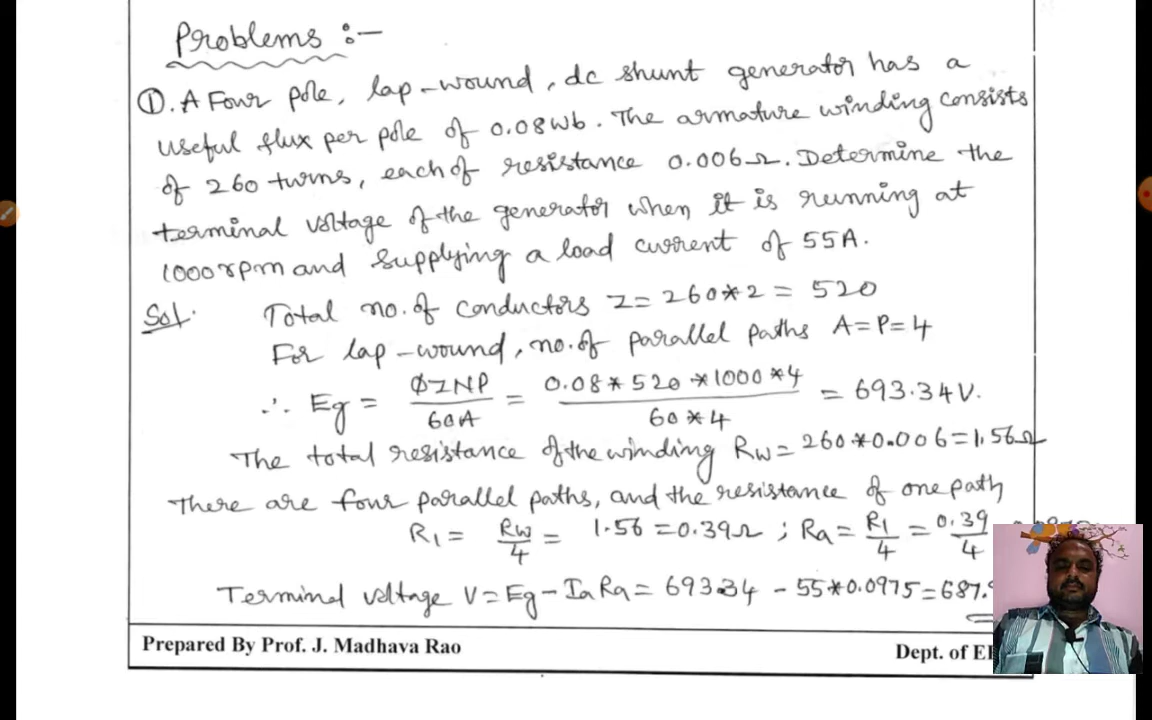 Problems :-
①. A Four pole, lap-wound, dc shunt generator has a
useful flux per pole of 0.08wb. The armature winding consists
of 260 turns, each of resistance 0.006Ω. Determine the
terminal voltage of the generator when it is running at
1000 rpm and supplying a load current of 55A.
Sol. Total no. of conductors Z = 260*2 = 520
For lap-wound, no. of parallel paths A=P=4
∴ Eg = ØZNP/60A = 0.08*520*1000*4/60*4 = 693.34V.
The total resistance of the winding Rw = 260*0.006=1.56Ω
There are four parallel paths, and the resistance of one path
R1 = Rw/4 = 1.56 = 0.39Ω ; Ra = R1/4 = 0.39/4
Terminal voltage V = Eg - Ia Ra = 693.34 - 55*0.0975 = 687.9
Prepared By Prof. J. Madhava Rao
Dept. of